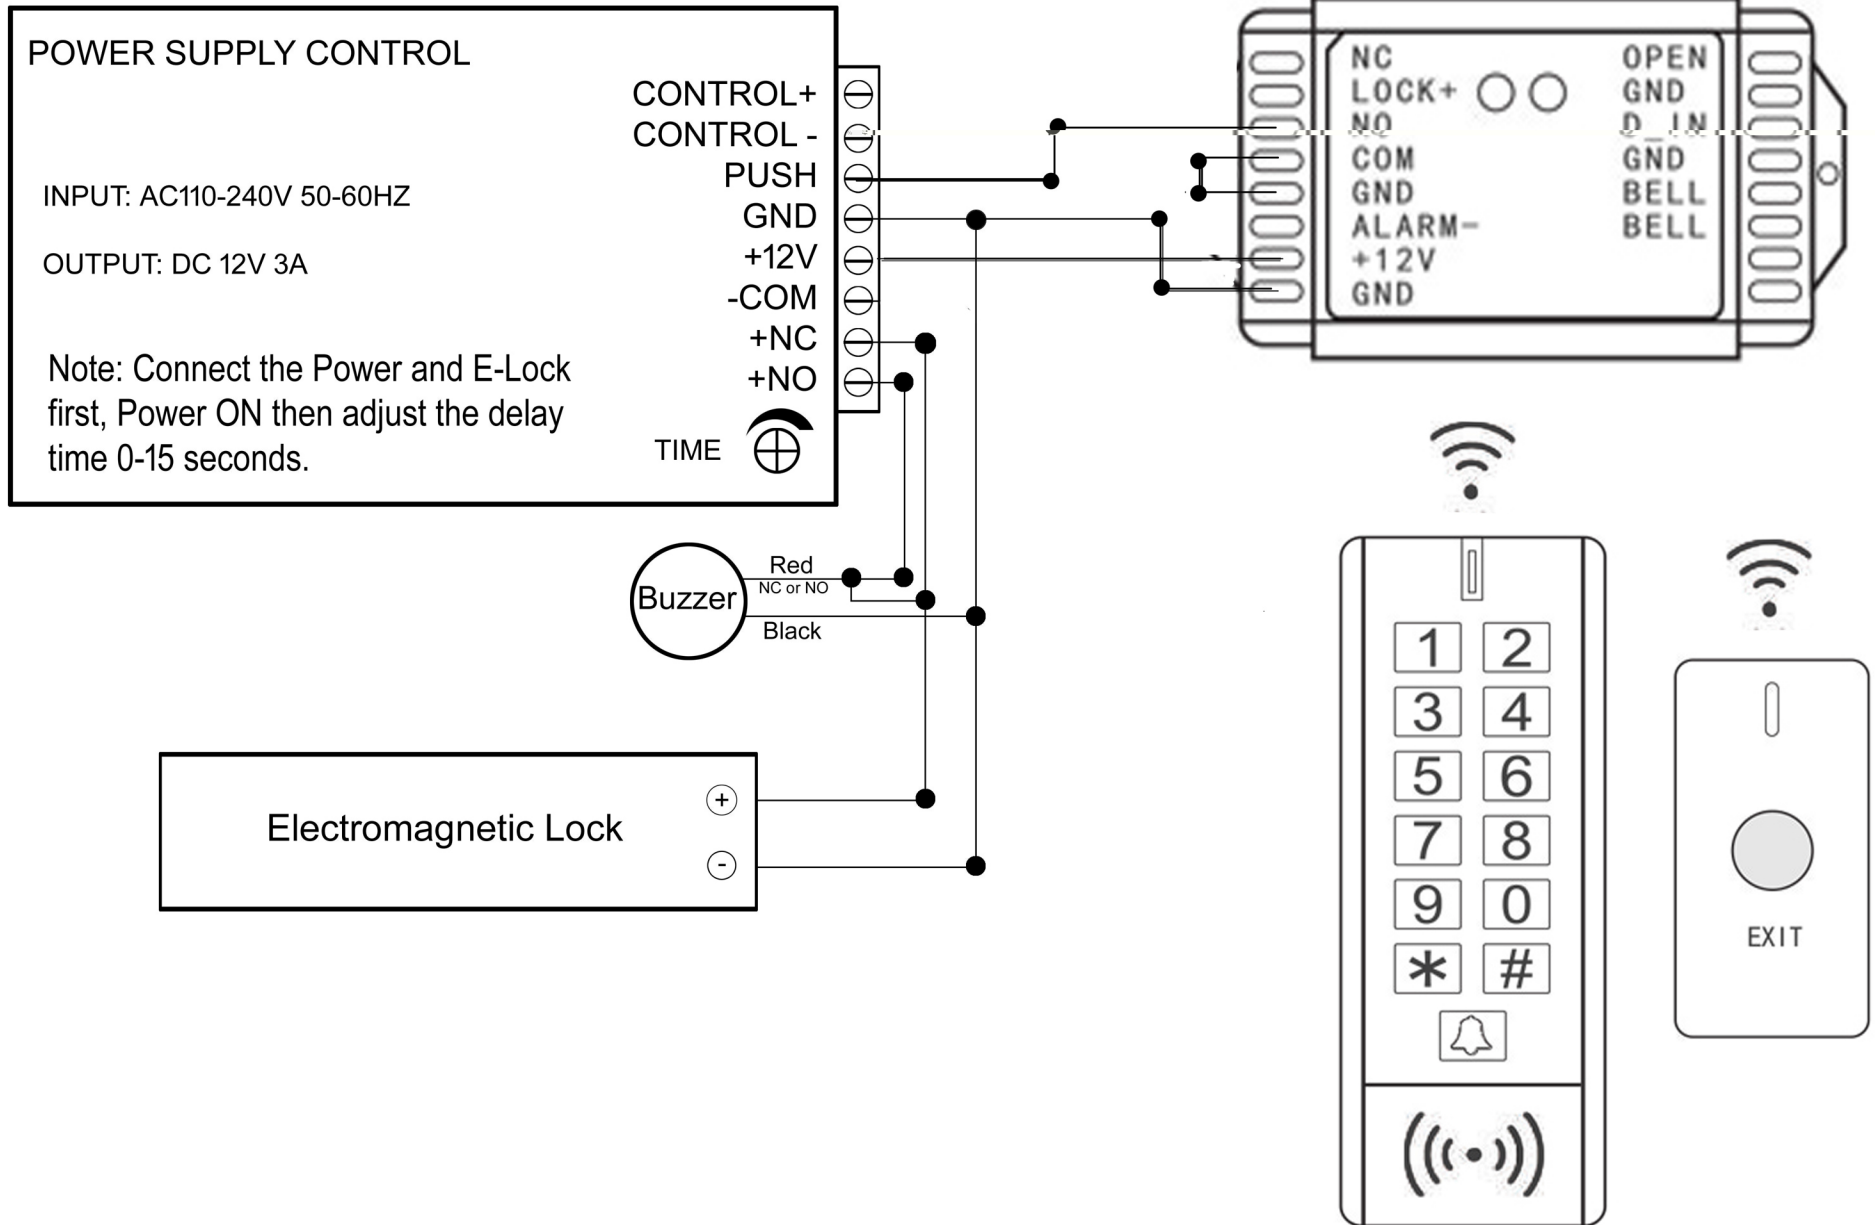 POWER SUPPLY CONTROL
CONTROL+
CONTROL -
PUSH
INPUT: AC110-240V 50-60HZ
GND
OUTPUT: DC 12V 3A
+12V
-COM
+NC
+NO
Note: Connect the Power and E-Lock
first, Power ON then adjust the delay
time 0-15 seconds.
TIME
NC
LOCK+
NO
COM
GND
ALARM-
+12V
GND
OPEN
GND
D_IN
GND
BELL
BELL
Buzzer
Red
NC or NO
Black
Electromagnetic Lock
+
-
1 2
3 4
5 6
7 8
9 0
* #
EXIT